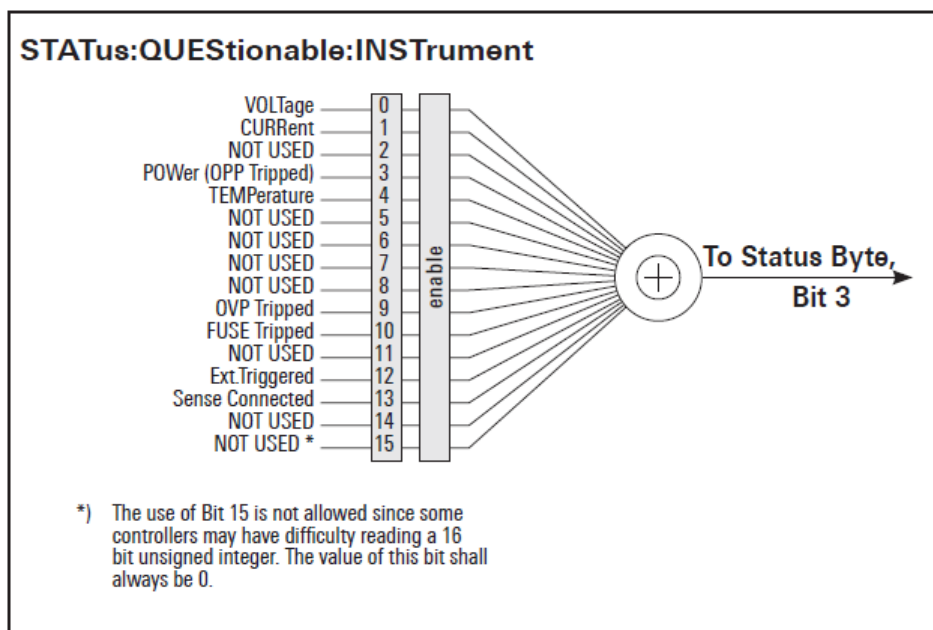 STATus:QUEStionable:INSTrument
VOLTage 0
CURRent 1
NOT USED 2
POWer (OPP Tripped) 3
TEMPerature 4
NOT USED 5
NOT USED 6
NOT USED 7
NOT USED 8
OVP Tripped 9
FUSE Tripped 10
NOT USED 11
Ext.Triggered 12
Sense Connected 13
NOT USED 14
NOT USED * 15
enable
To Status Byte,
Bit 3
*) The use of Bit 15 is not allowed since some
controllers may have difficulty reading a 16
bit unsigned integer. The value of this bit shall
always be 0.